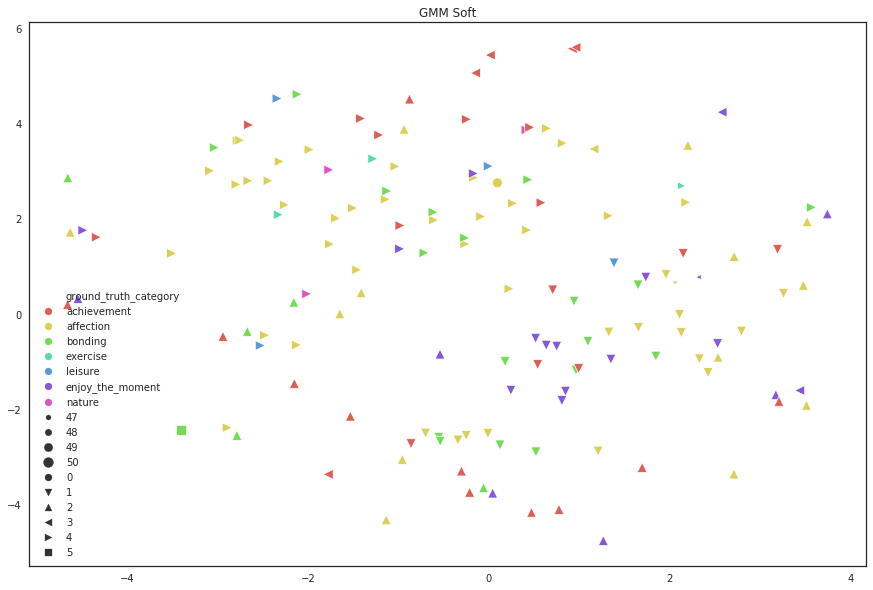 GMM Soft
6
4
2
0
−2
−4
ground_truth_category
achievement
affection
bonding
exercise
leisure
enjoy_the_moment
nature
47
48
49
50
0
1
2
3
4
5
−4 −2 0 2 4